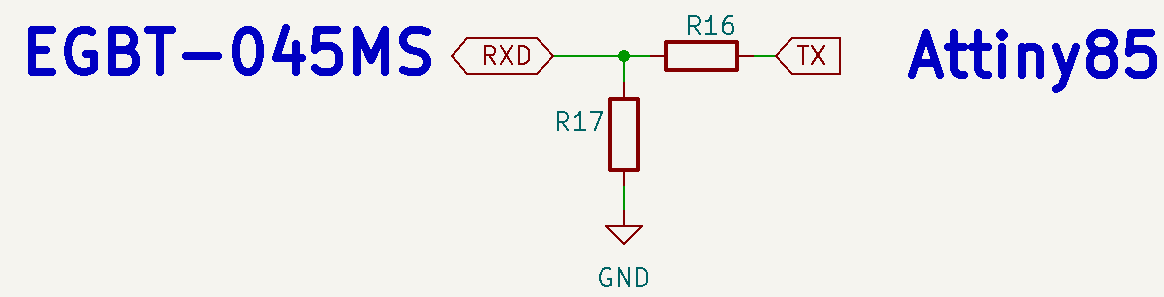 R16
EGBT-045MS RXD TX Attiny85
R17
GND